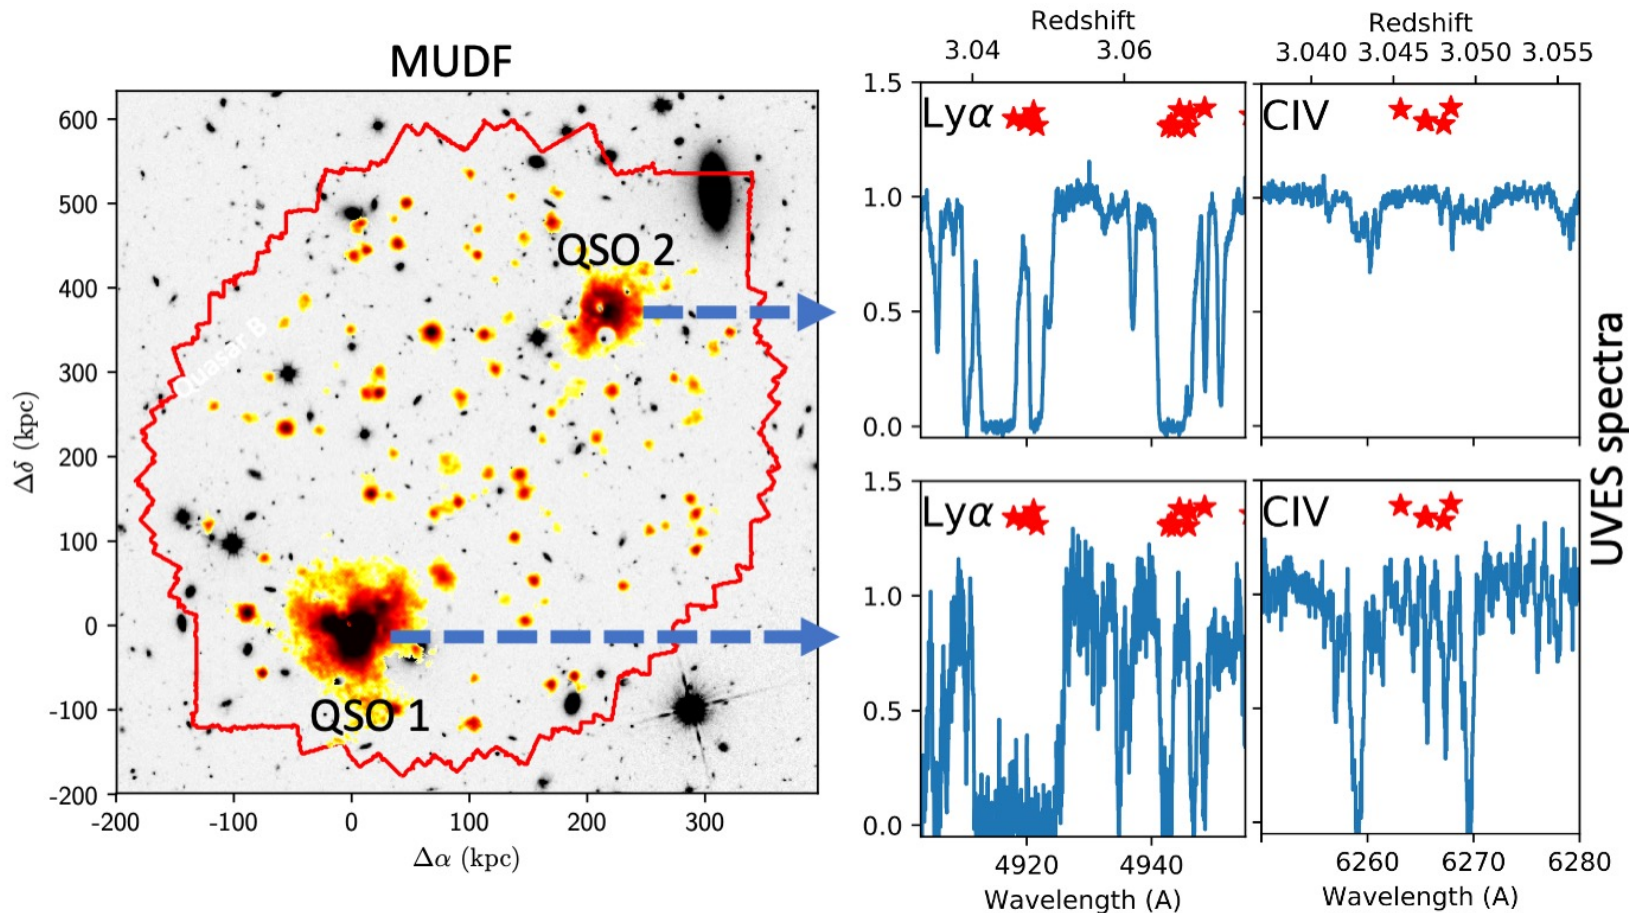 MUDF
600
500
400
300
200
100
0
-100
-200
-200
-100
0
100
200
300
Δα (kpc)
Δδ (kpc)
QSO 2
Quasar B
QSO 1
Redshift
3.04
3.06
Redshift
3.040
3.045
3.050
3.055
1.5
1.0
0.5
0.0
Lyα
CIV
1.5
1.0
0.5
0.0
Lyα
CIV
4920
4940
Wavelength (A)
6260
6270
6280
Wavelength (A)
UVES spectra